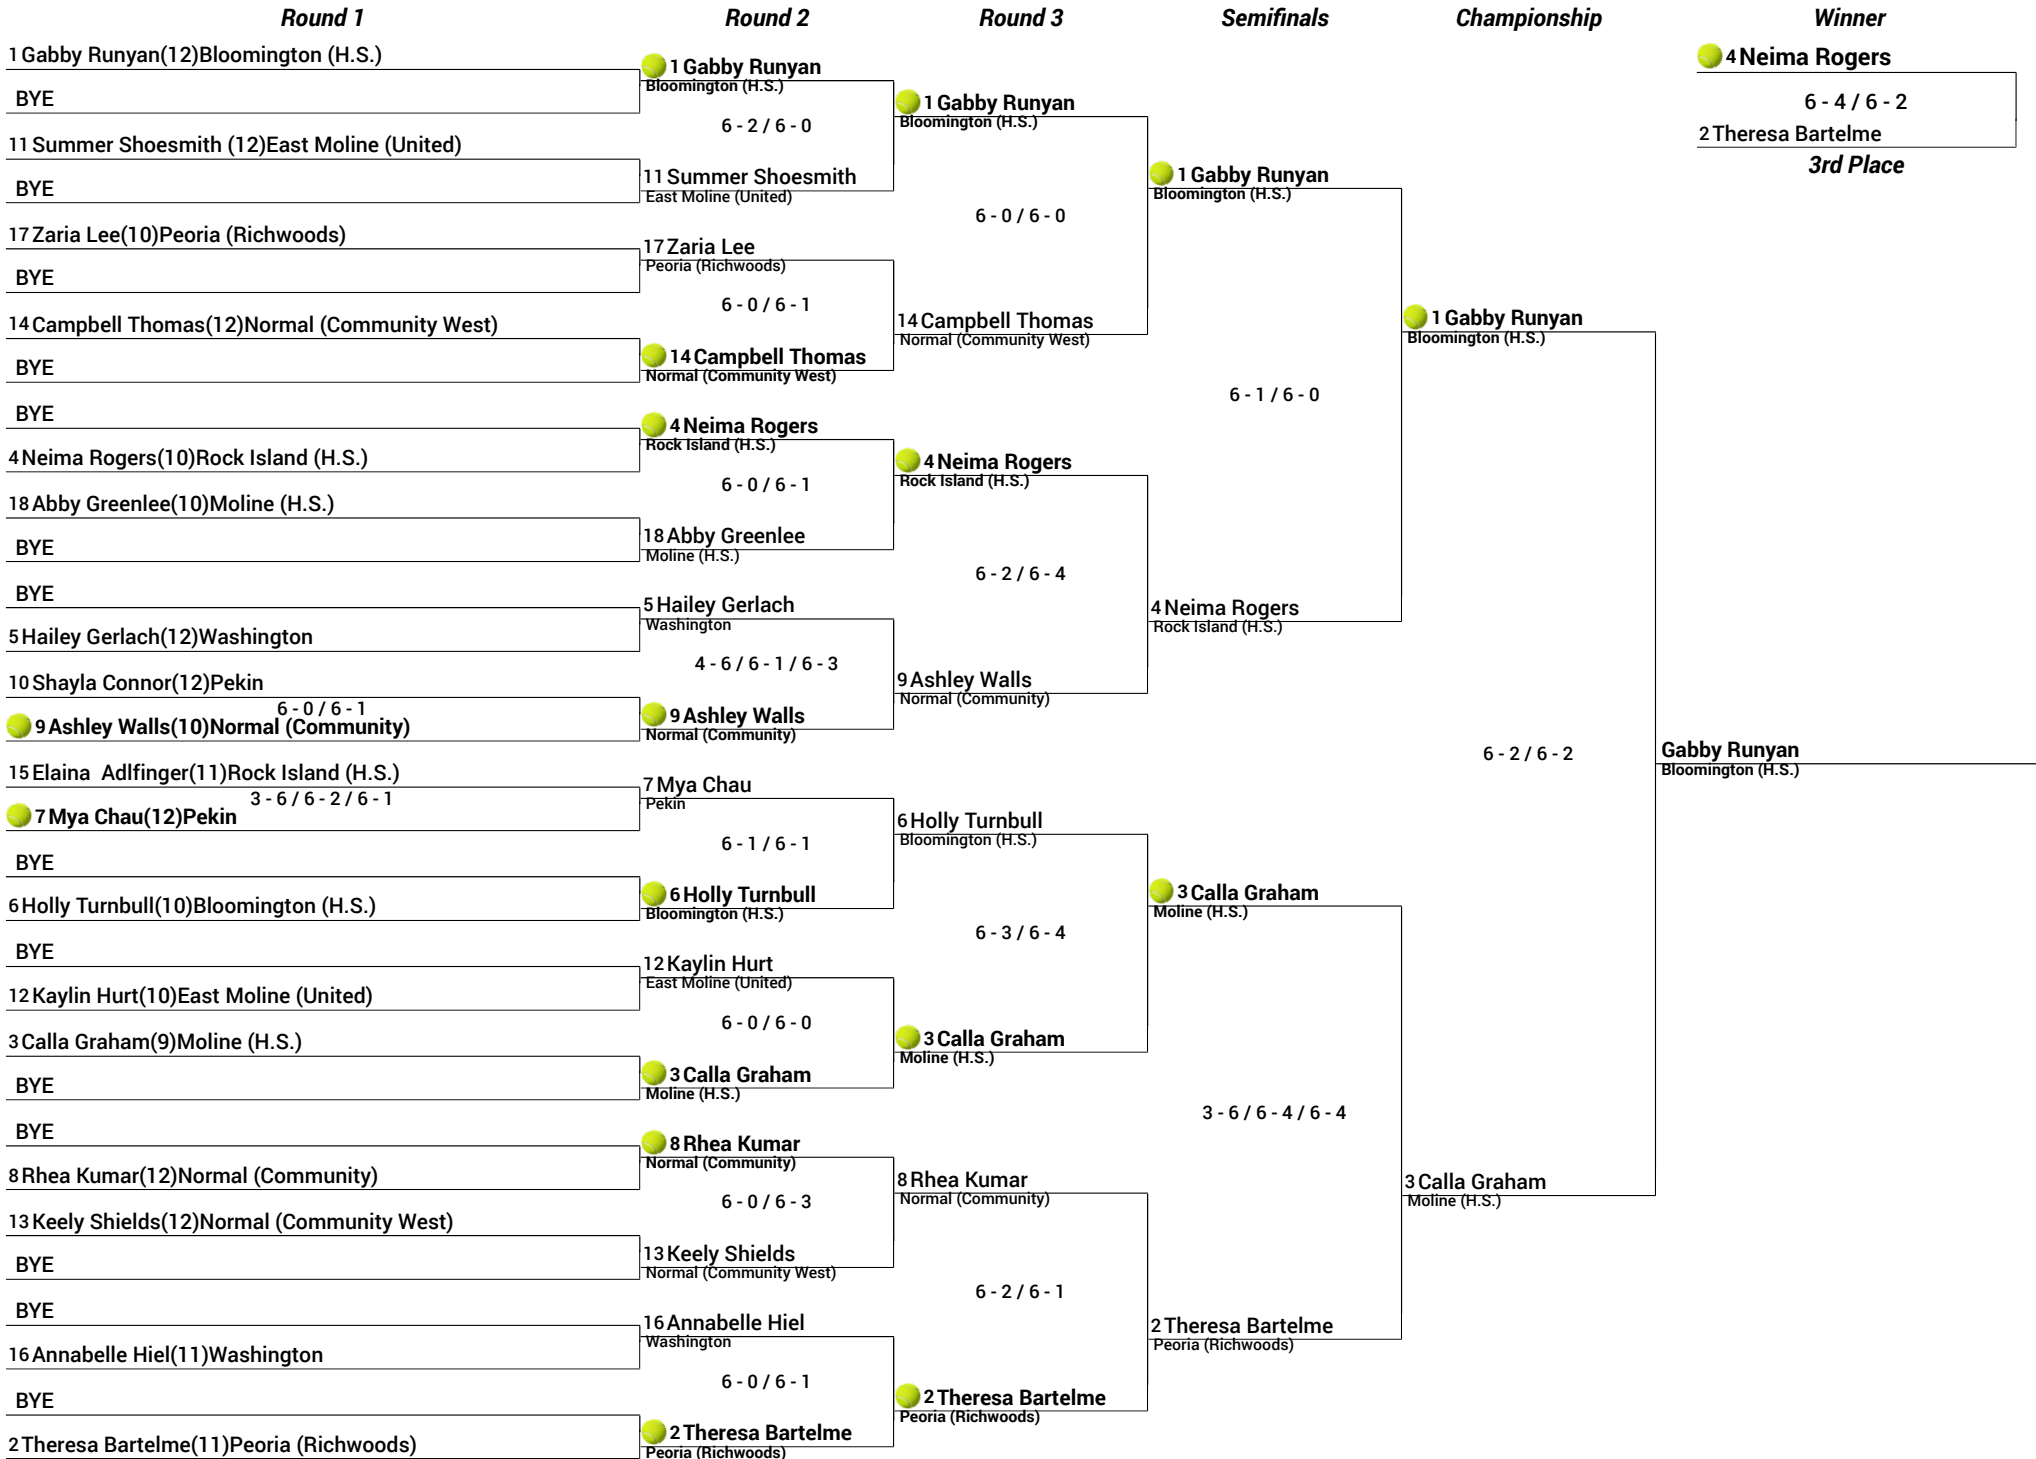 Round 1
Round 2
Round 3
Semifinals
Championship
Winner
1 Gabby Runyan(12)Bloomington (H.S.)
BYE
11 Summer Shoesmith (12)East Moline (United)
BYE
17 Zaria Lee(10)Peoria (Richwoods)
BYE
14 Campbell Thomas(12)Normal (Community West)
BYE
BYE
4 Neima Rogers(10)Rock Island (H.S.)
18 Abby Greenlee(10)Moline (H.S.)
BYE
BYE
5 Hailey Gerlach(12)Washington
10 Shayla Connor(12)Pekin
6 - 0 / 6 - 1
9 Ashley Walls(10)Normal (Community)
15 Elaina  Adlfinger(11)Rock Island (H.S.)
3 - 6 / 6 - 2 / 6 - 1
7 Mya Chau(12)Pekin
BYE
6 Holly Turnbull(10)Bloomington (H.S.)
BYE
12 Kaylin Hurt(10)East Moline (United)
3 Calla Graham(9)Moline (H.S.)
BYE
BYE
8 Rhea Kumar(12)Normal (Community)
13 Keely Shields(12)Normal (Community West)
BYE
BYE
16 Annabelle Hiel(11)Washington
BYE
2 Theresa Bartelme(11)Peoria (Richwoods)
1 Gabby Runyan
Bloomington (H.S.)
6 - 2 / 6 - 0
11 Summer Shoesmith
East Moline (United)
17 Zaria Lee
Peoria (Richwoods)
6 - 0 / 6 - 1
14 Campbell Thomas
Normal (Community West)
4 Neima Rogers
Rock Island (H.S.)
6 - 0 / 6 - 1
18 Abby Greenlee
Moline (H.S.)
5 Hailey Gerlach
Washington
4 - 6 / 6 - 1 / 6 - 3
9 Ashley Walls
Normal (Community)
7 Mya Chau
Pekin
6 - 1 / 6 - 1
6 Holly Turnbull
Bloomington (H.S.)
12 Kaylin Hurt
East Moline (United)
6 - 0 / 6 - 0
3 Calla Graham
Moline (H.S.)
8 Rhea Kumar
Normal (Community)
6 - 0 / 6 - 3
13 Keely Shields
Normal (Community West)
16 Annabelle Hiel
Washington
6 - 0 / 6 - 1
2 Theresa Bartelme
Peoria (Richwoods)
1 Gabby Runyan
Bloomington (H.S.)
6 - 0 / 6 - 0
14 Campbell Thomas
Normal (Community West)
4 Neima Rogers
Rock Island (H.S.)
6 - 2 / 6 - 4
9 Ashley Walls
Normal (Community)
6 Holly Turnbull
Bloomington (H.S.)
6 - 3 / 6 - 4
3 Calla Graham
Moline (H.S.)
8 Rhea Kumar
Normal (Community)
6 - 2 / 6 - 1
2 Theresa Bartelme
Peoria (Richwoods)
1 Gabby Runyan
Bloomington (H.S.)
6 - 1 / 6 - 0
4 Neima Rogers
Rock Island (H.S.)
3 Calla Graham
Moline (H.S.)
3 - 6 / 6 - 4 / 6 - 4
2 Theresa Bartelme
Peoria (Richwoods)
1 Gabby Runyan
Bloomington (H.S.)
6 - 2 / 6 - 2
3 Calla Graham
Moline (H.S.)
4 Neima Rogers
6 - 4 / 6 - 2
2 Theresa Bartelme
3rd Place
Gabby Runyan
Bloomington (H.S.)